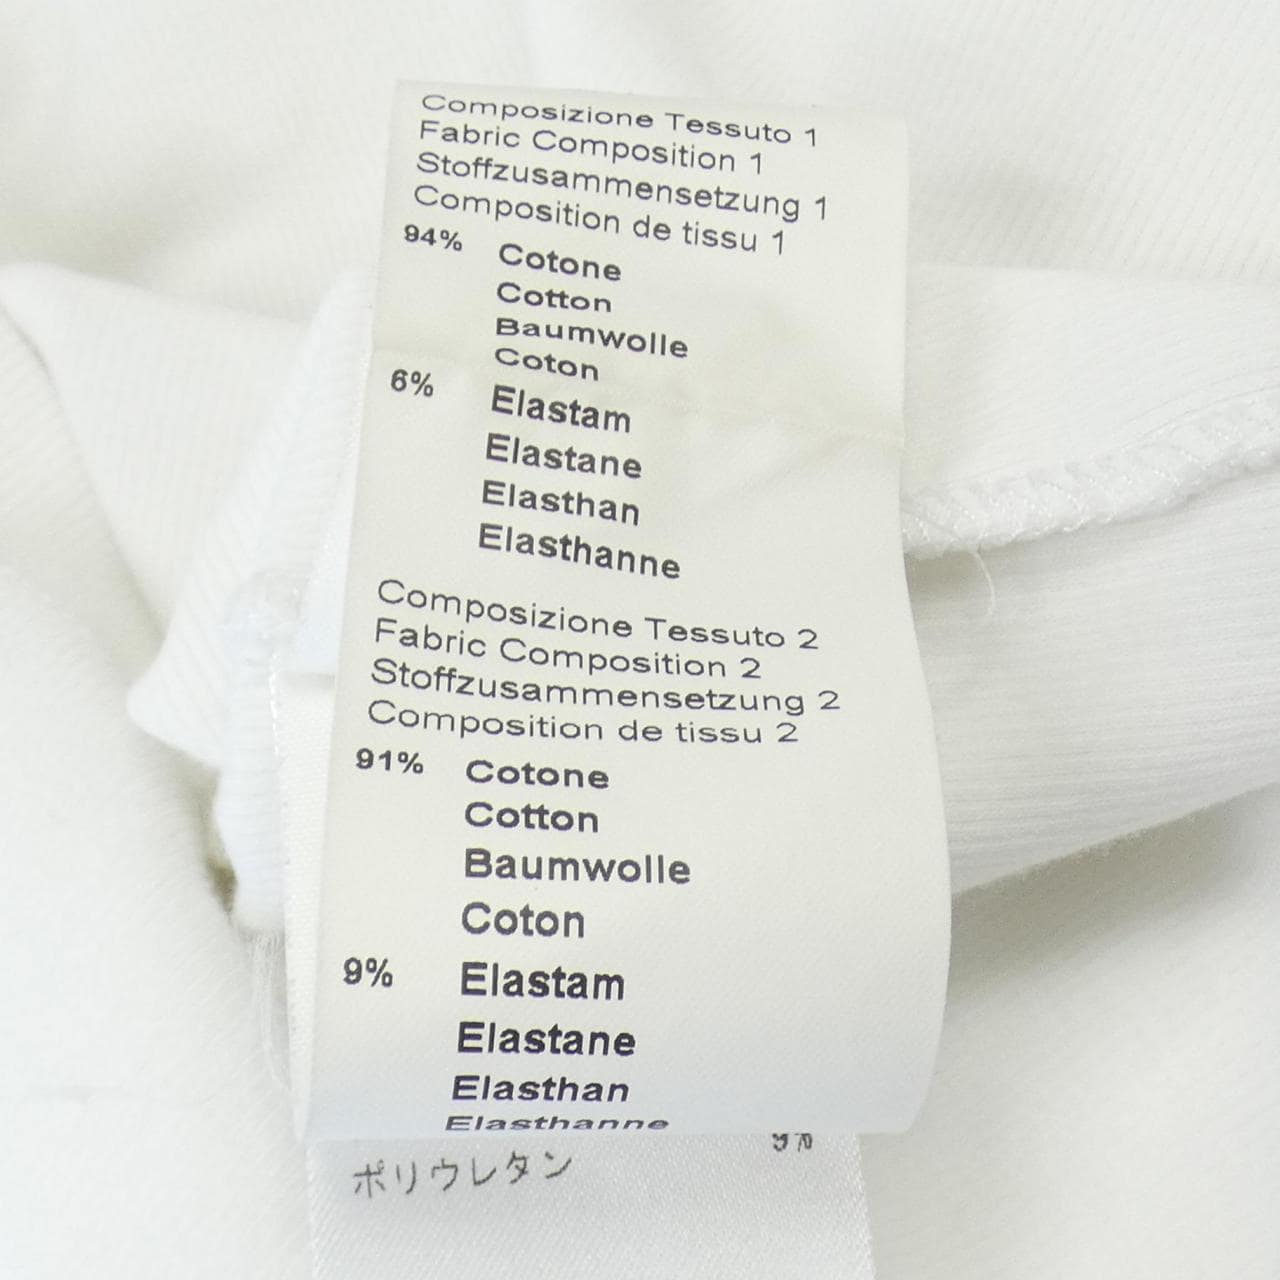 Composizione Tessuto 1
Fabric Composition 1
Stoffzusammensetzung 1
Composition de tissu 1
94% Cotone
Cotton
Baumwolle
Coton
6% Elastam
Elastane
Elasthan
Elasthanne
Composizione Tessuto 2
Fabric Composition 2
Stoffzusammensetzung 2
Composition de tissu 2
91% Cotone
Cotton
Baumwolle
Coton
9% Elastam
Elastane
Elasthan
Elasthanne
ポリウレタン 9%